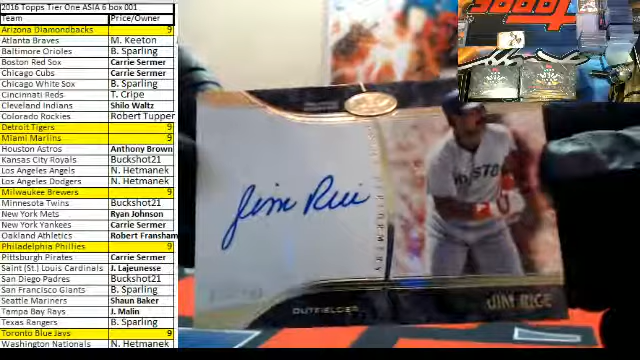 2016 Topps Tier One ASIA 6 box 001
Team Price/Owner
Arizona Diamondbacks 9
Atlanta Braves M. Keeton
Baltimore Orioles B. Sparling
Boston Red Sox Carrie Sermer
Chicago Cubs Carrie Sermer
Chicago White Sox B. Sparling
Cincinnati Reds T. Cripe
Cleveland Indians Shilo Waltz
Colorado Rockies Robert Tupper
Detroit Tigers 9
Miami Marlins 9
Houston Astros Anthony Brown
Kansas City Royals Buckshot21
Los Angeles Angels N. Hetmanek
Los Angeles Dodgers N. Hetmanek
Milwaukee Brewers 9
Minnesota Twins Buckshot21
New York Mets Ryan Johnson
New York Yankees Carrie Sermer
Oakland Athletics Robert Fransham
Philadelphia Phillies 9
Pittsburgh Pirates Carrie Sermer
Saint (St.) Louis Cardinals J. Lajeunesse
San Diego Padres Buckshot21
San Francisco Giants B. Sparling
Seattle Mariners Shaun Baker
Tampa Bay Rays J. Malin
Texas Rangers B. Sparling
Toronto Blue Jays 9
Washington Nationals N. Hetmanek
Jim Rice
OUTFIELDER
JIM RICE